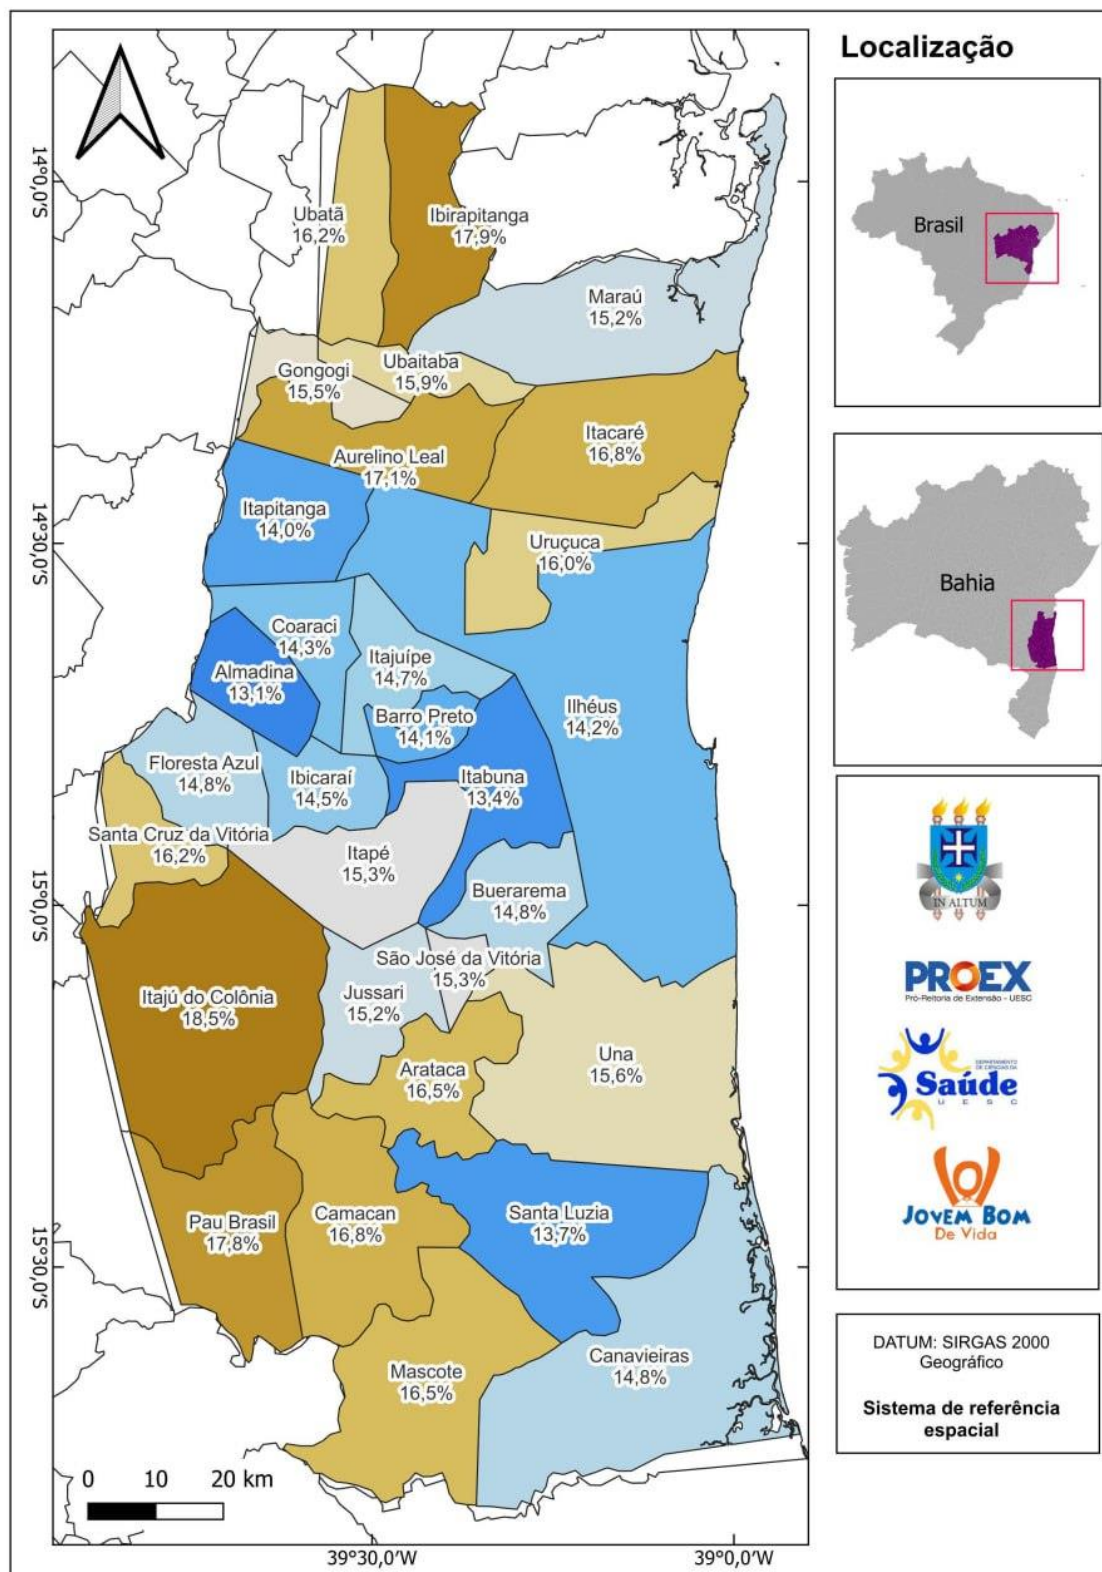 Localização
14°0,0'S
14°30,0'S
15°0,0'S
15°30,0'S
39°30,0'W
39°0,0'W
Ubatã
16,2%
Ibirapitanga
17,9%
Maraú
15,2%
Gongogi
15,5%
Ubaitaba
15,9%
Itacaré
16,8%
Aurelino Leal
17,1%
Itapitanga
14,0%
Uruçuca
16,0%
Coaraci
14,3%
Itajuípe
14,7%
Almadina
13,1%
Barro Preto
14,1%
Ilhéus
14,2%
Floresta Azul
14,8%
Ibicaraí
14,5%
Itabuna
13,4%
Santa Cruz da Vitória
16,2%
Itapé
15,3%
Buerarema
14,8%
São José da Vitória
15,3%
Itajú do Colônia
18,5%
Jussari
15,2%
Una
15,6%
Arataca
16,5%
Pau Brasil
17,8%
Camacan
16,8%
Santa Luzia
13,7%
Mascote
16,5%
Canavieiras
14,8%
0 10 20 km
Brasil
Bahia
IN ALTUM
PROEX
Pró-Reitoria de Extensão - UESC
DEPARTAMENTO
DE CIÊNCIAS DA
Saúde
UESC
JOVEM BOM
De Vida
DATUM: SIRGAS 2000
Geográfico
Sistema de referência
espacial